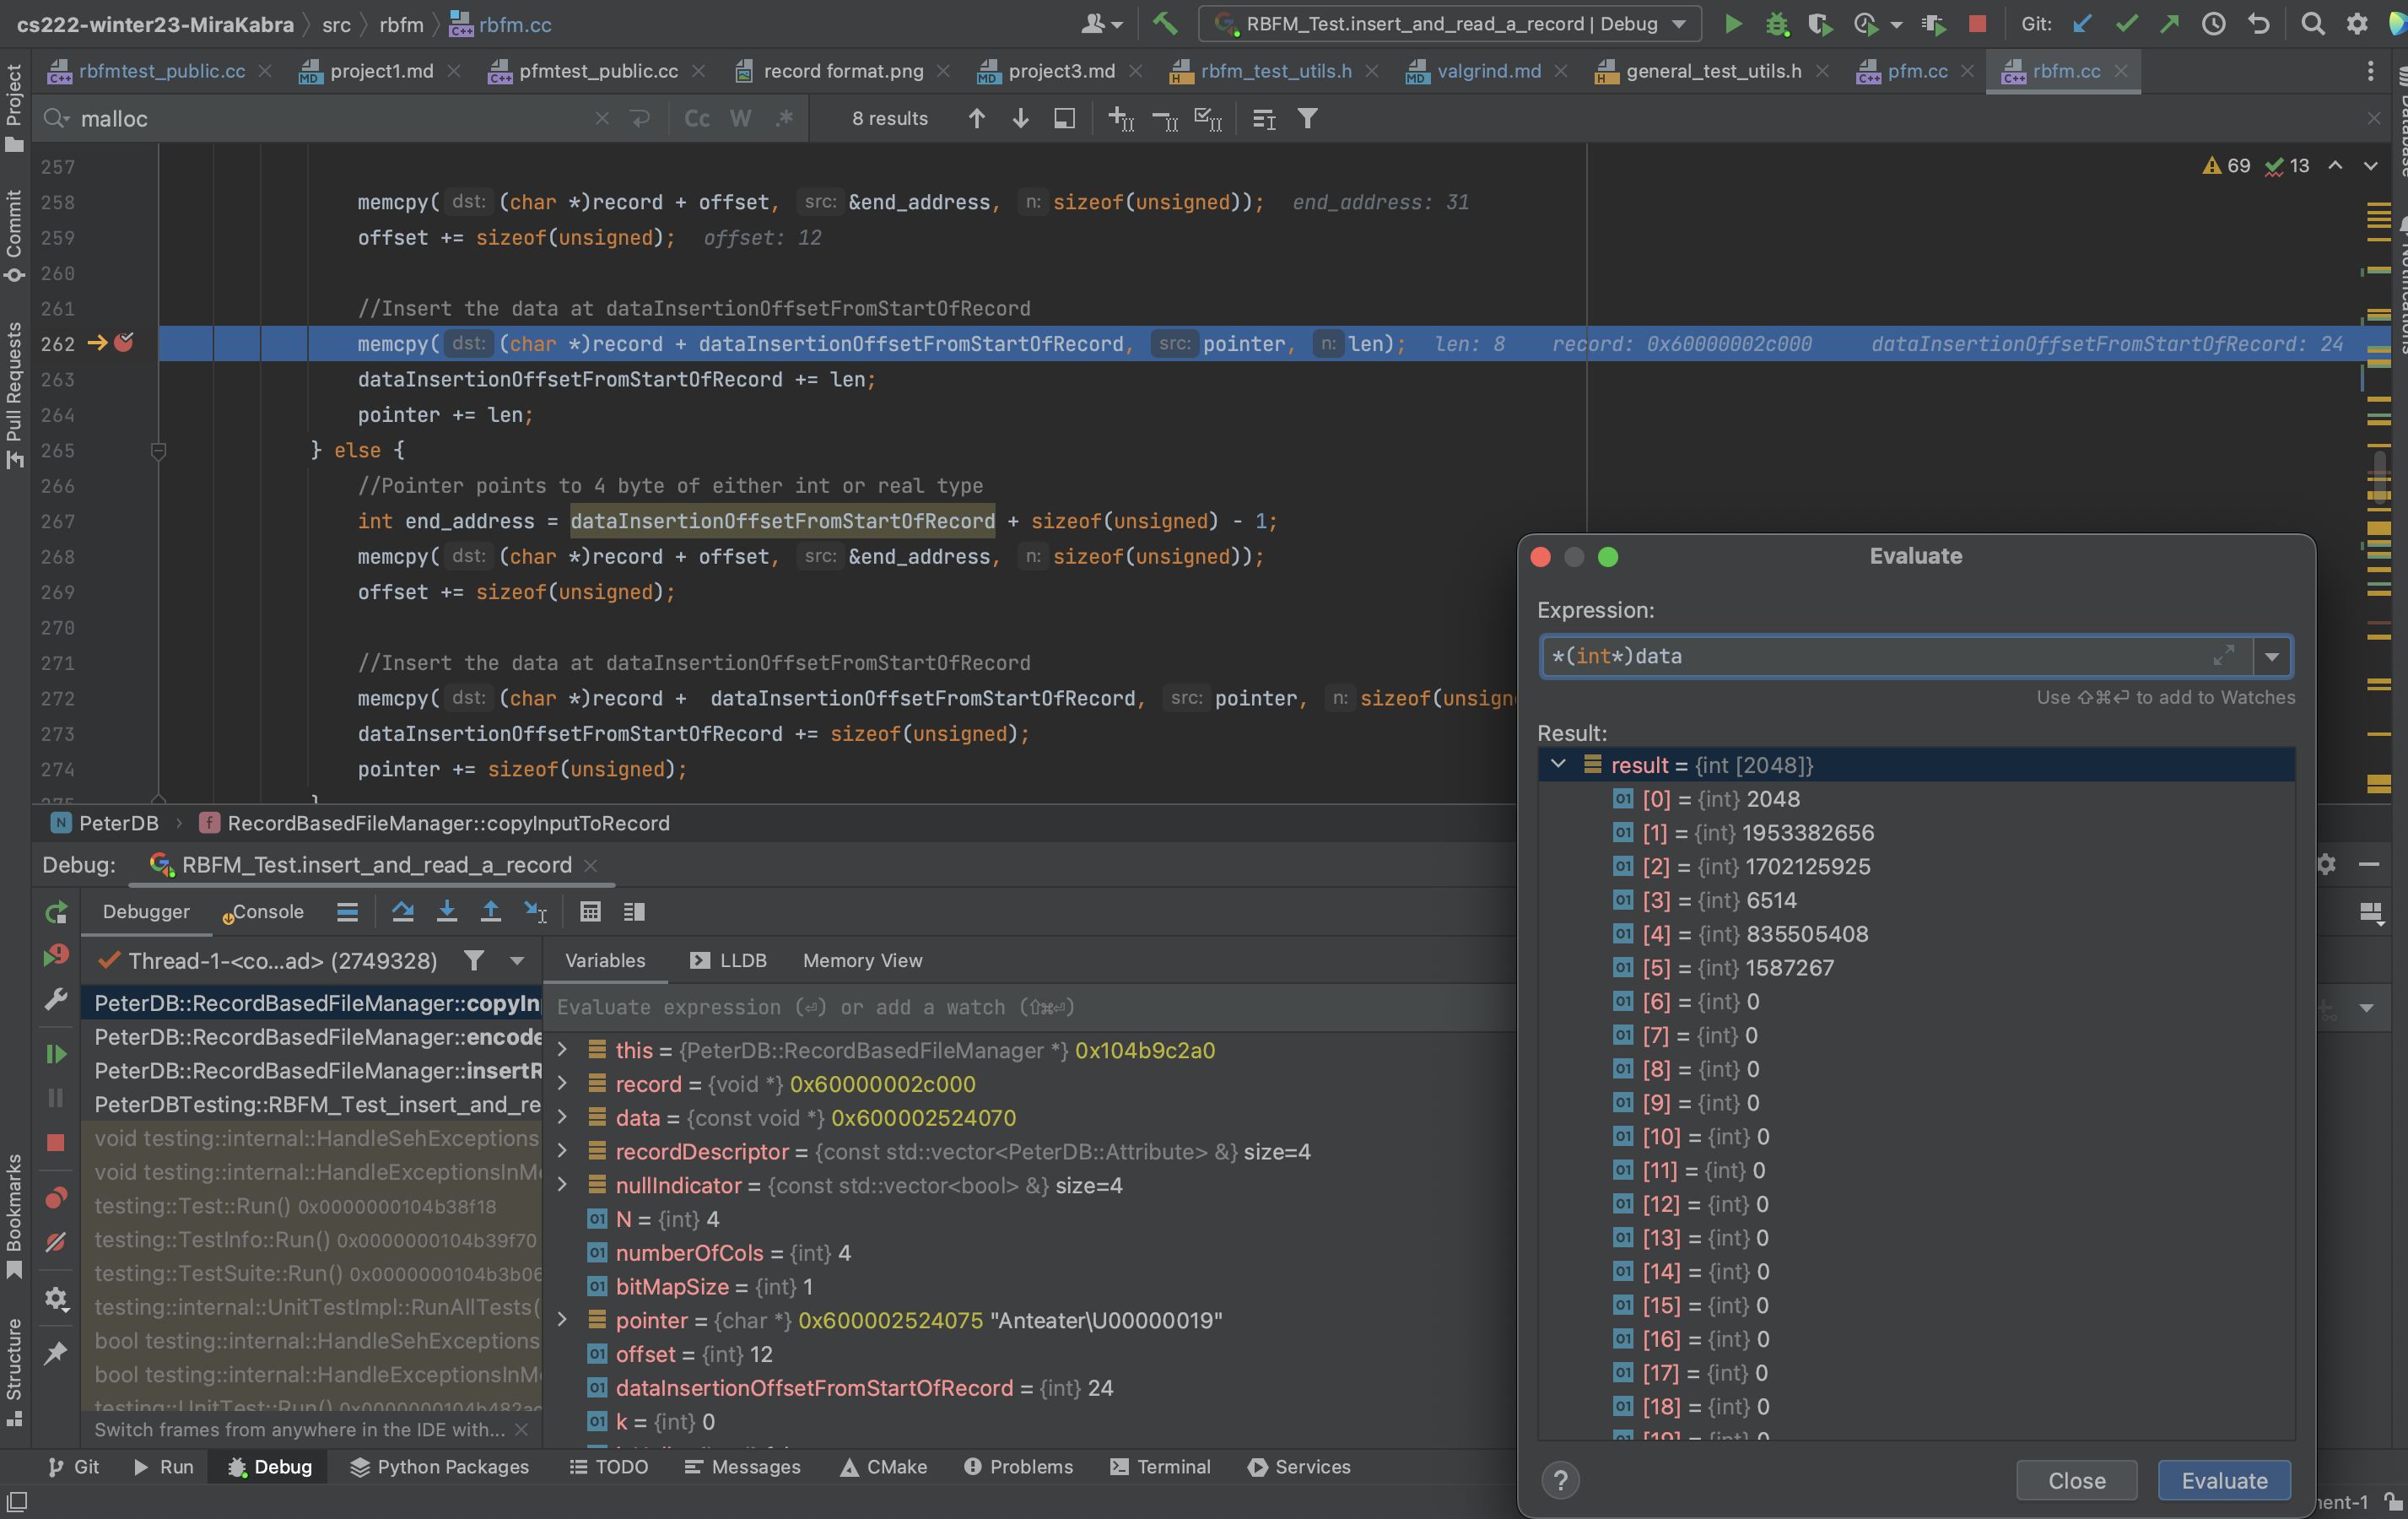 cs222-winter23-MiraKabra 〉 src 〉 rbfm 〉 rbfm.cc
RBFM_Test.insert_and_read_a_record | Debug
Git:
rbfmtest_public.cc project1.md pfmtest_public.cc record format.png project3.md rbfm_test_utils.h valgrind.md general_test_utils.h pfm.cc rbfm.cc
malloc Cc W .* 8 results
69 13
257
258 memcpy( dst: (char *)record + offset, src: &end_address, n: sizeof(unsigned)); end_address: 31
259 offset += sizeof(unsigned); offset: 12
260
261 //Insert the data at dataInsertionOffsetFromStartOfRecord
262 memcpy( dst: (char *)record + dataInsertionOffsetFromStartOfRecord, src: pointer, n: len); len: 8 record: 0x60000002c000 dataInsertionOffsetFromStartOfRecord: 24
263 dataInsertionOffsetFromStartOfRecord += len;
264 pointer += len;
265 } else {
266 //Pointer points to 4 byte of either int or real type
267 int end_address = dataInsertionOffsetFromStartOfRecord + sizeof(unsigned) - 1;
268 memcpy( dst: (char *)record + offset, src: &end_address, n: sizeof(unsigned));
269 offset += sizeof(unsigned);
270
271 //Insert the data at dataInsertionOffsetFromStartOfRecord
272 memcpy( dst: (char *)record + dataInsertionOffsetFromStartOfRecord, src: pointer, n: sizeof(unsign
273 dataInsertionOffsetFromStartOfRecord += sizeof(unsigned);
274 pointer += sizeof(unsigned);
PeterDB 〉 RecordBasedFileManager::copyInputToRecord
Debug: RBFM_Test.insert_and_read_a_record
Debugger Console
Thread-1-<co...ad> (2749328)
Variables LLDB Memory View
Evaluate expression (⏎) or add a watch (⇧⌘⏎)
PeterDB::RecordBasedFileManager::copyIn
PeterDB::RecordBasedFileManager::encode
PeterDB::RecordBasedFileManager::insertR
PeterDBTesting::RBFM_Test_insert_and_re
void testing::internal::HandleSehExceptions
void testing::internal::HandleExceptionsInMe
testing::Test::Run() 0x0000000104b38f18
testing::TestInfo::Run() 0x0000000104b39f70
testing::TestSuite::Run() 0x0000000104b3b06
testing::internal::UnitTestImpl::RunAllTests(
bool testing::internal::HandleSehExceptions
bool testing::internal::HandleExceptionsInMe
testing::UnitTest::Run() 0x0000000104b482ac
Switch frames from anywhere in the IDE with...
this = {PeterDB::RecordBasedFileManager *} 0x104b9c2a0
record = {void *} 0x60000002c000
data = {const void *} 0x600002524070
recordDescriptor = {const std::vector<PeterDB::Attribute> &} size=4
nullIndicator = {const std::vector<bool> &} size=4
N = {int} 4
numberOfCols = {int} 4
bitMapSize = {int} 1
pointer = {char *} 0x600002524075 "Anteater\U00000019"
offset = {int} 12
dataInsertionOffsetFromStartOfRecord = {int} 24
k = {int} 0
Evaluate
Expression:
*(int*)data
Use ⇧⌘⏎ to add to Watches
Result:
result = {int [2048]}
[0] = {int} 2048
[1] = {int} 1953382656
[2] = {int} 1702125925
[3] = {int} 6514
[4] = {int} 835505408
[5] = {int} 1587267
[6] = {int} 0
[7] = {int} 0
[8] = {int} 0
[9] = {int} 0
[10] = {int} 0
[11] = {int} 0
[12] = {int} 0
[13] = {int} 0
[14] = {int} 0
[15] = {int} 0
[16] = {int} 0
[17] = {int} 0
[18] = {int} 0
[19] = {int} 0
? Close Evaluate
Git Run Debug Python Packages TODO Messages CMake Problems Terminal Services
Project
Commit
Pull Requests
Bookmarks
Structure
Database
Notifications